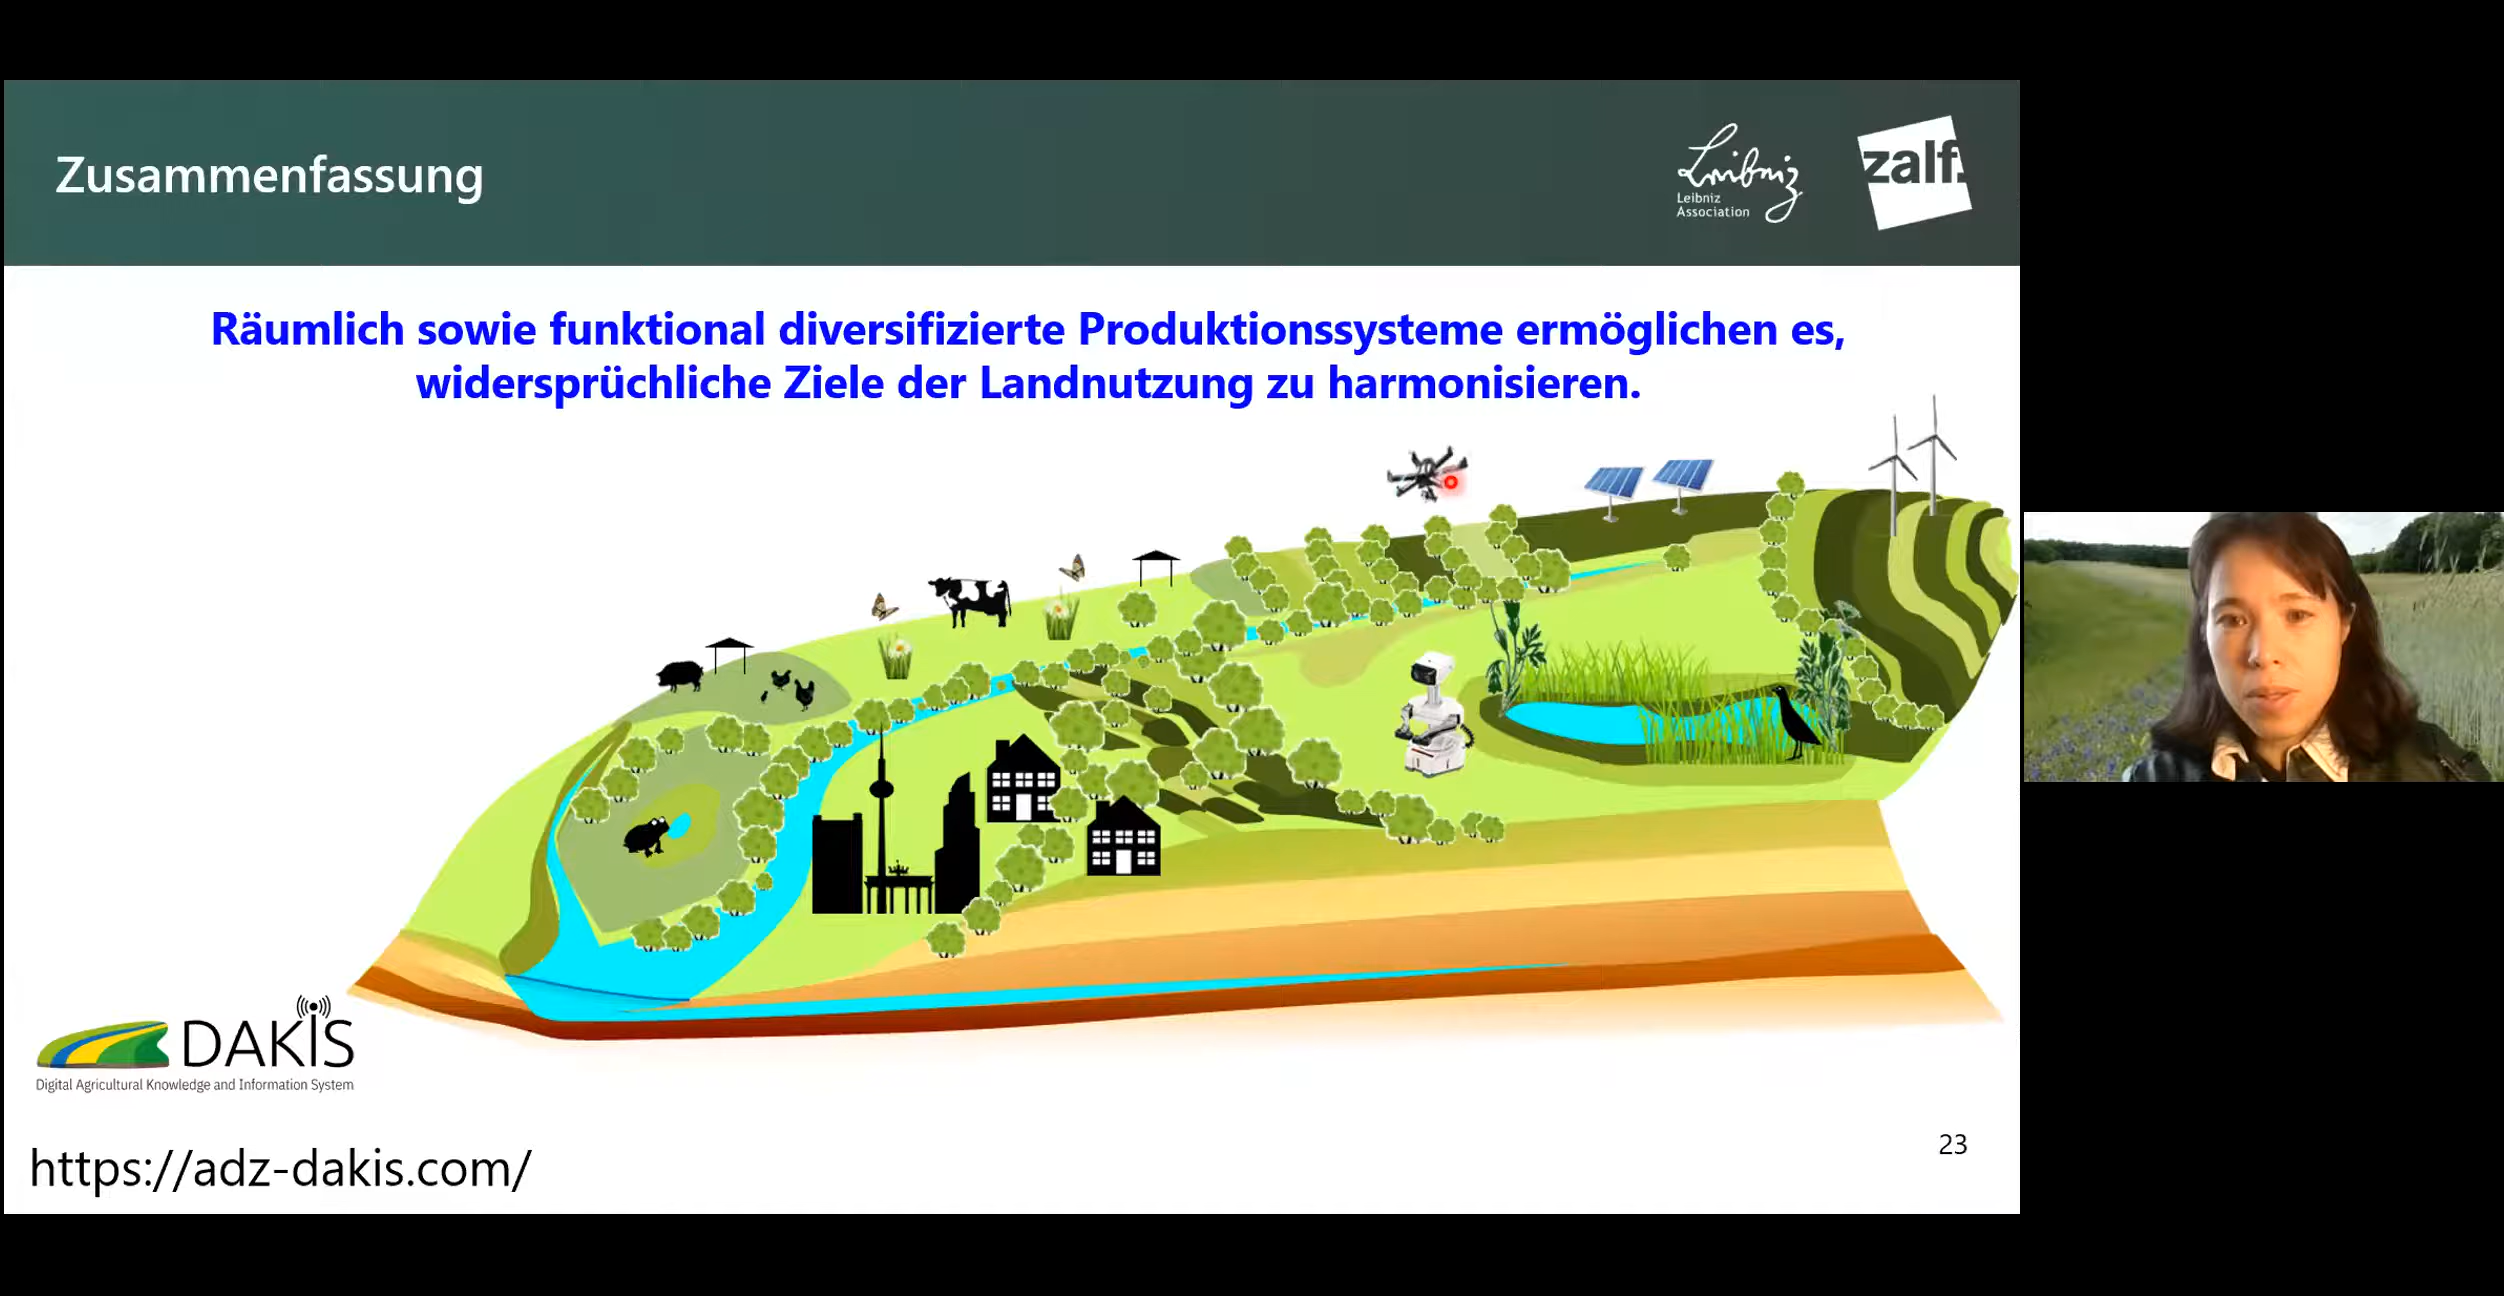 Zusammenfassung
Leibniz
Leibniz
Association
zalf.
Räumlich sowie funktional diversifizierte Produktionssysteme ermöglichen es,
widersprüchliche Ziele der Landnutzung zu harmonisieren.
DAKIS
Digital Agricultural Knowledge and Information System
https://adz-dakis.com/
23